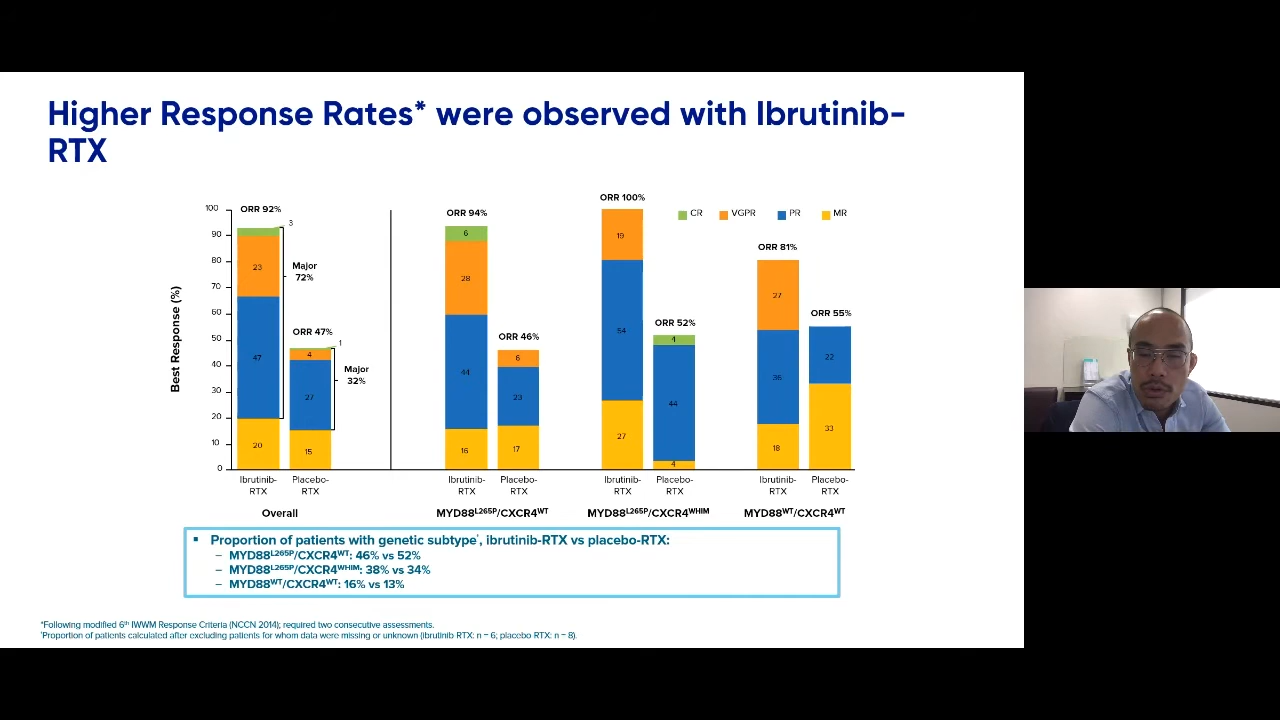 Higher Response Rates* were observed with Ibrutinib-
RTX
Best Response (%)
100
90
80
70
60
50
40
30
20
10
0
ORR 92%
3
23
47
20
Major
72%
ORR 47%
1
4
27
15
Major
32%
ORR 94%
6
28
44
16
ORR 46%
6
23
17
ORR 100%
19
54
27
ORR 52%
4
44
4
CR VGPR PR MR
ORR 81%
27
36
18
ORR 55%
22
33
Ibrutinib-
RTX
Placebo-
RTX
Ibrutinib-
RTX
Placebo-
RTX
Ibrutinib-
RTX
Placebo-
RTX
Ibrutinib-
RTX
Placebo-
RTX
Overall
MYD88L265P/CXCR4WT
MYD88L265P/CXCR4WHIM
MYD88WT/CXCR4WT
▪ Proportion of patients with genetic subtype†, ibrutinib-RTX vs placebo-RTX:
– MYD88L265P/CXCR4WT: 46% vs 52%
– MYD88L265P/CXCR4WHIM: 38% vs 34%
– MYD88WT/CXCR4WT: 16% vs 13%
*Following modified 6th IWWM Response Criteria (NCCN 2014); required two consecutive assessments.
†Proportion of patients calculated after excluding patients for whom data were missing or unknown (ibrutinib RTX: n = 6; placebo RTX: n = 8).